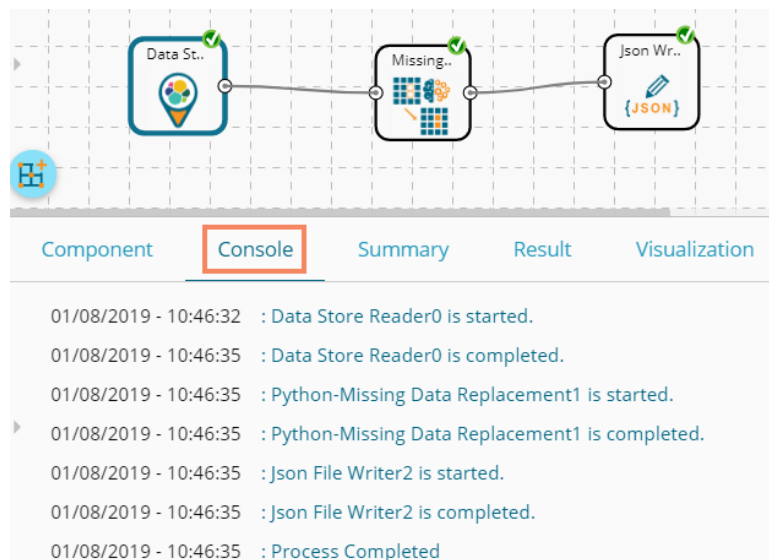 Data St..
Missing..
Json Wr..
{JSON}
Component Console Summary Result Visualization
01/08/2019 - 10:46:32 : Data Store Reader0 is started.
01/08/2019 - 10:46:35 : Data Store Reader0 is completed.
01/08/2019 - 10:46:35 : Python-Missing Data Replacement1 is started.
01/08/2019 - 10:46:35 : Python-Missing Data Replacement1 is completed.
01/08/2019 - 10:46:35 : Json File Writer2 is started.
01/08/2019 - 10:46:35 : Json File Writer2 is completed.
01/08/2019 - 10:46:35 : Process Completed